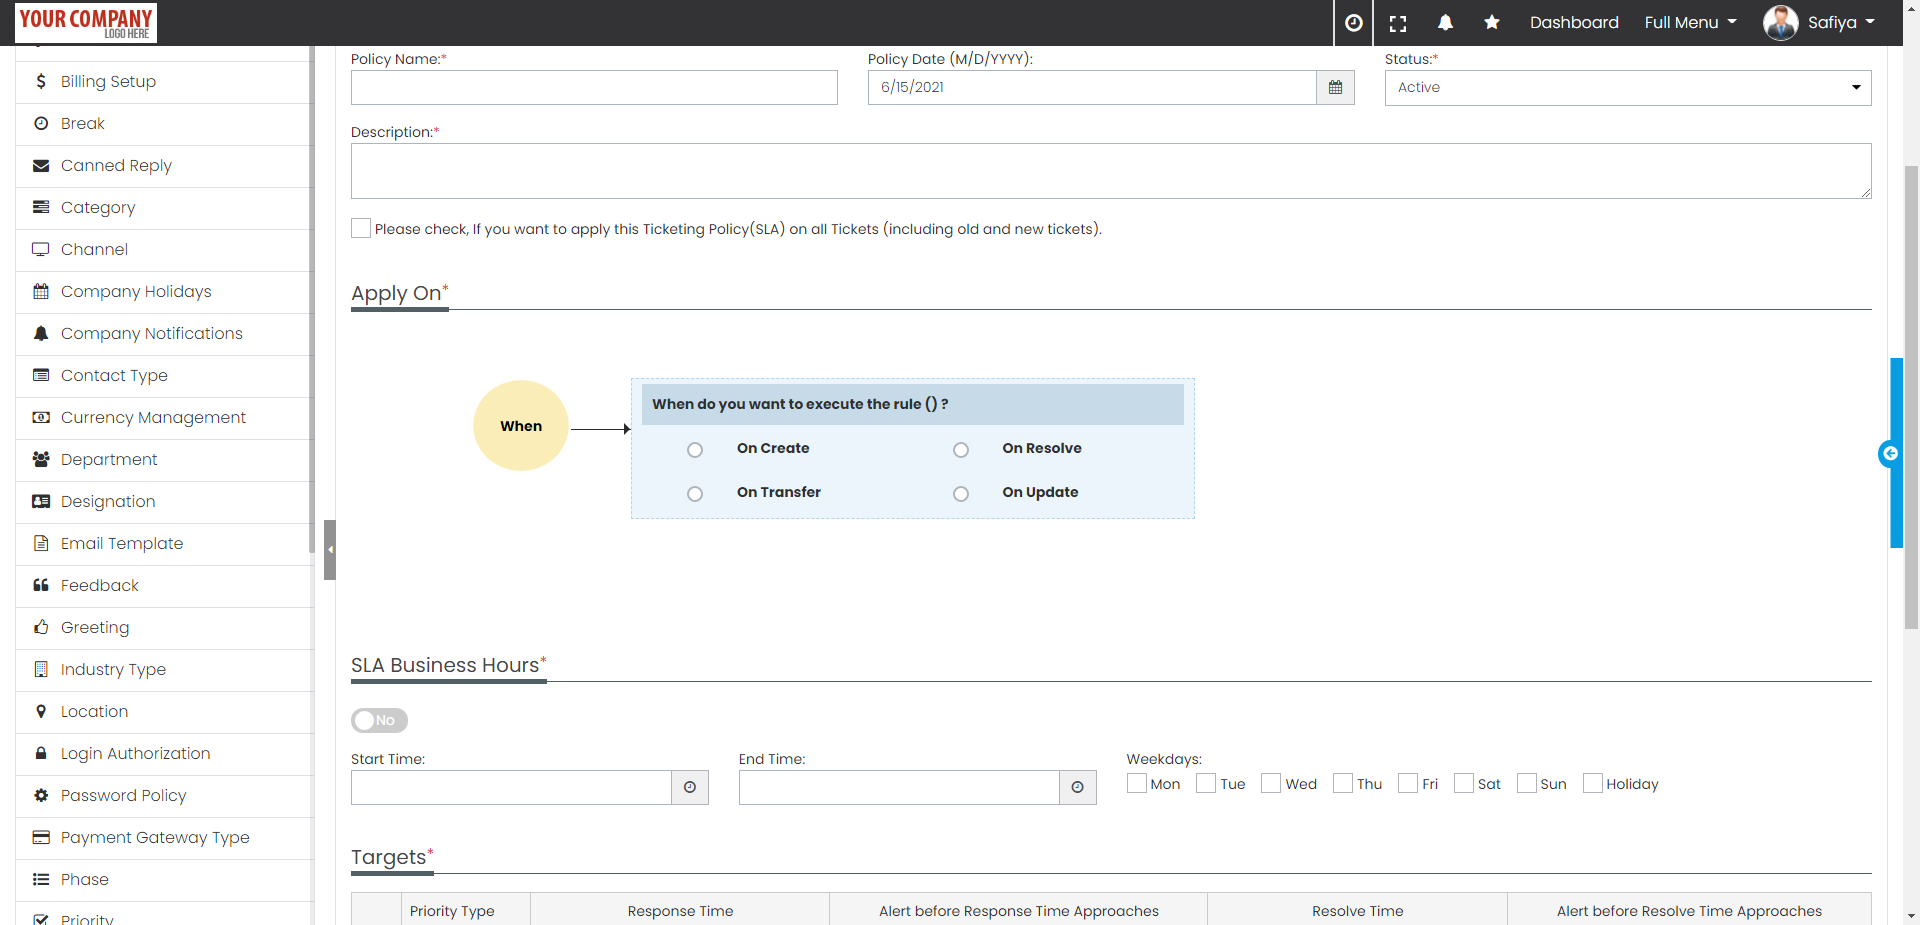 YOUR COMPANY
LOGO HERE
Dashboard
Full Menu
Safiya
Billing Setup
Break
Canned Reply
Category
Channel
Company Holidays
Company Notifications
Contact Type
Currency Management
Department
Designation
Email Template
Feedback
Greeting
Industry Type
Location
Login Authorization
Password Policy
Payment Gateway Type
Phase
Priority
Policy Name:*
Policy Date (M/D/YYYY):
Status:*
6/15/2021
Active
Description:*
Please check, If you want to apply this Ticketing Policy(SLA) on all Tickets (including old and new tickets).
Apply On*
When
When do you want to execute the rule () ?
On Create
On Resolve
On Transfer
On Update
SLA Business Hours*
No
Start Time:
End Time:
Weekdays:
Mon Tue Wed Thu Fri Sat Sun Holiday
Targets*
Priority Type
Response Time
Alert before Response Time Approaches
Resolve Time
Alert before Resolve Time Approaches